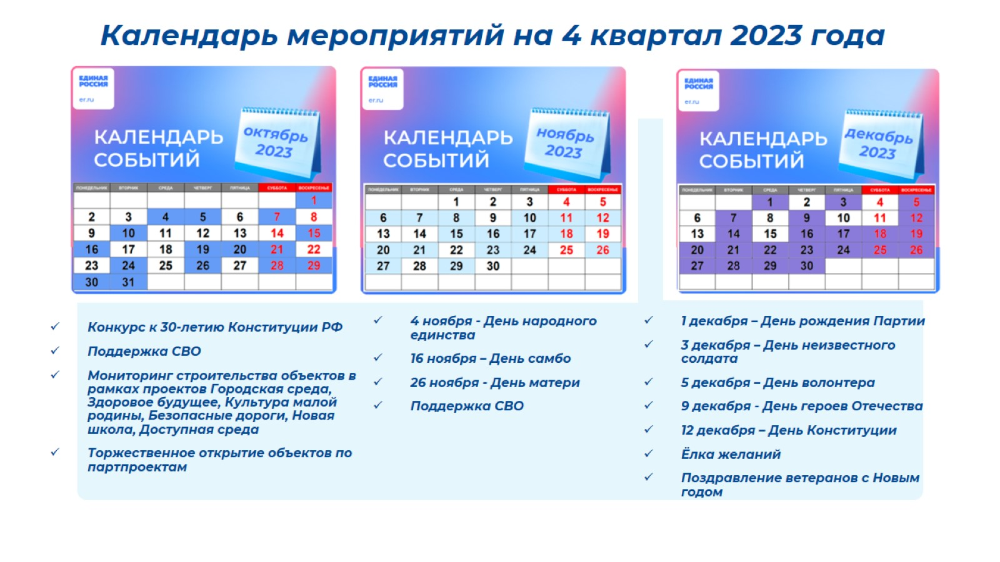 Календарь мероприятий на 4 квартал 2023 года
ЕДИНАЯ
РОССИЯ
er.ru
октябрь
2023
КАЛЕНДАРЬ
СОБЫТИЙ
ПОНЕДЕЛЬНИК ВТОРНИК СРЕДА ЧЕТВЕРГ ПЯТНИЦА СУББОТА ВОСКРЕСЕНЬЕ
1
2 3 4 5 6 7 8
9 10 11 12 13 14 15
16 17 18 19 20 21 22
23 24 25 26 27 28 29
30 31
Конкурс к 30-летию Конституции РФ
Поддержка СВО
Мониторинг строительства объектов в
рамках проектов Городская среда,
Здоровое будущее, Культура малой
родины, Безопасные дороги, Новая
школа, Доступная среда
Торжественное открытие объектов по
партпроектам
ЕДИНАЯ
РОССИЯ
er.ru
ноябрь
2023
КАЛЕНДАРЬ
СОБЫТИЙ
ПОНЕДЕЛЬНИК ВТОРНИК СРЕДА ЧЕТВЕРГ ПЯТНИЦА СУББОТА ВОСКРЕСЕНЬЕ
1 2 3 4 5
6 7 8 9 10 11 12
13 14 15 16 17 18 19
20 21 22 23 24 25 26
27 28 29 30
4 ноября - День народного
единства
16 ноября – День самбо
26 ноября - День матери
Поддержка СВО
ЕДИНАЯ
РОССИЯ
er.ru
декабрь
2023
КАЛЕНДАРЬ
СОБЫТИЙ
ПОНЕДЕЛЬНИК ВТОРНИК СРЕДА ЧЕТВЕРГ ПЯТНИЦА СУББОТА ВОСКРЕСЕНЬЕ
1 2 3 4 5
6 7 8 9 10 11 12
13 14 15 16 17 18 19
20 21 22 23 24 25 26
27 28 29 30
1 декабря – День рождения Партии
3 декабря – День неизвестного
солдата
5 декабря – День волонтера
9 декабря - День героев Отечества
12 декабря – День Конституции
Ёлка желаний
Поздравление ветеранов с Новым
годом